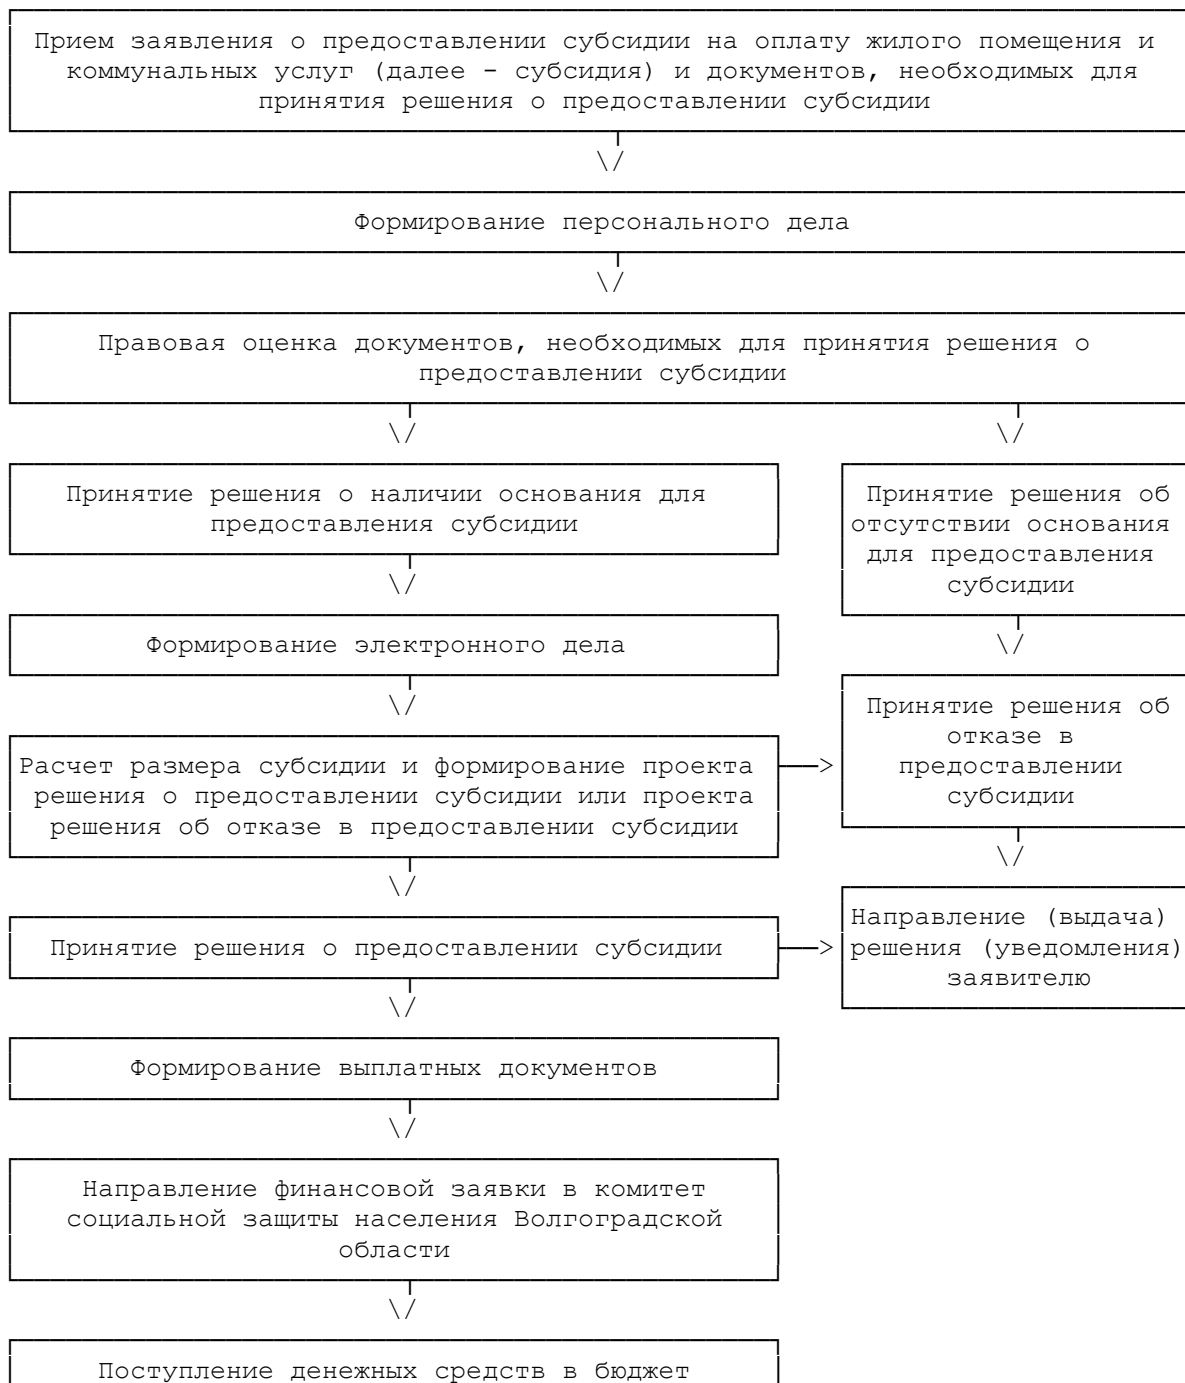 Прием заявления о предоставлении субсидии на оплату жилого помещения и
коммунальных услуг (далее - субсидия) и документов, необходимых для
принятия решения о предоставлении субсидии
\/
Формирование персонального дела
\/
Правовая оценка документов, необходимых для принятия решения о
предоставлении субсидии
\/
\/
Принятие решения о наличии основания для
предоставления субсидии
\/
Формирование электронного дела
\/
Расчет размера субсидии и формирование проекта
решения о предоставлении субсидии или проекта
решения об отказе в предоставлении субсидии
\/
Принятие решения о предоставлении субсидии
\/
Формирование выплатных документов
\/
Направление финансовой заявки в комитет
социальной защиты населения Волгоградской
области
\/
Поступление денежных средств в бюджет
Принятие решения об
отсутствии основания
для предоставления
субсидии
\/
Принятие решения об
отказе в
предоставлении
субсидии
\/
Направление (выдача)
решения (уведомления)
заявителю